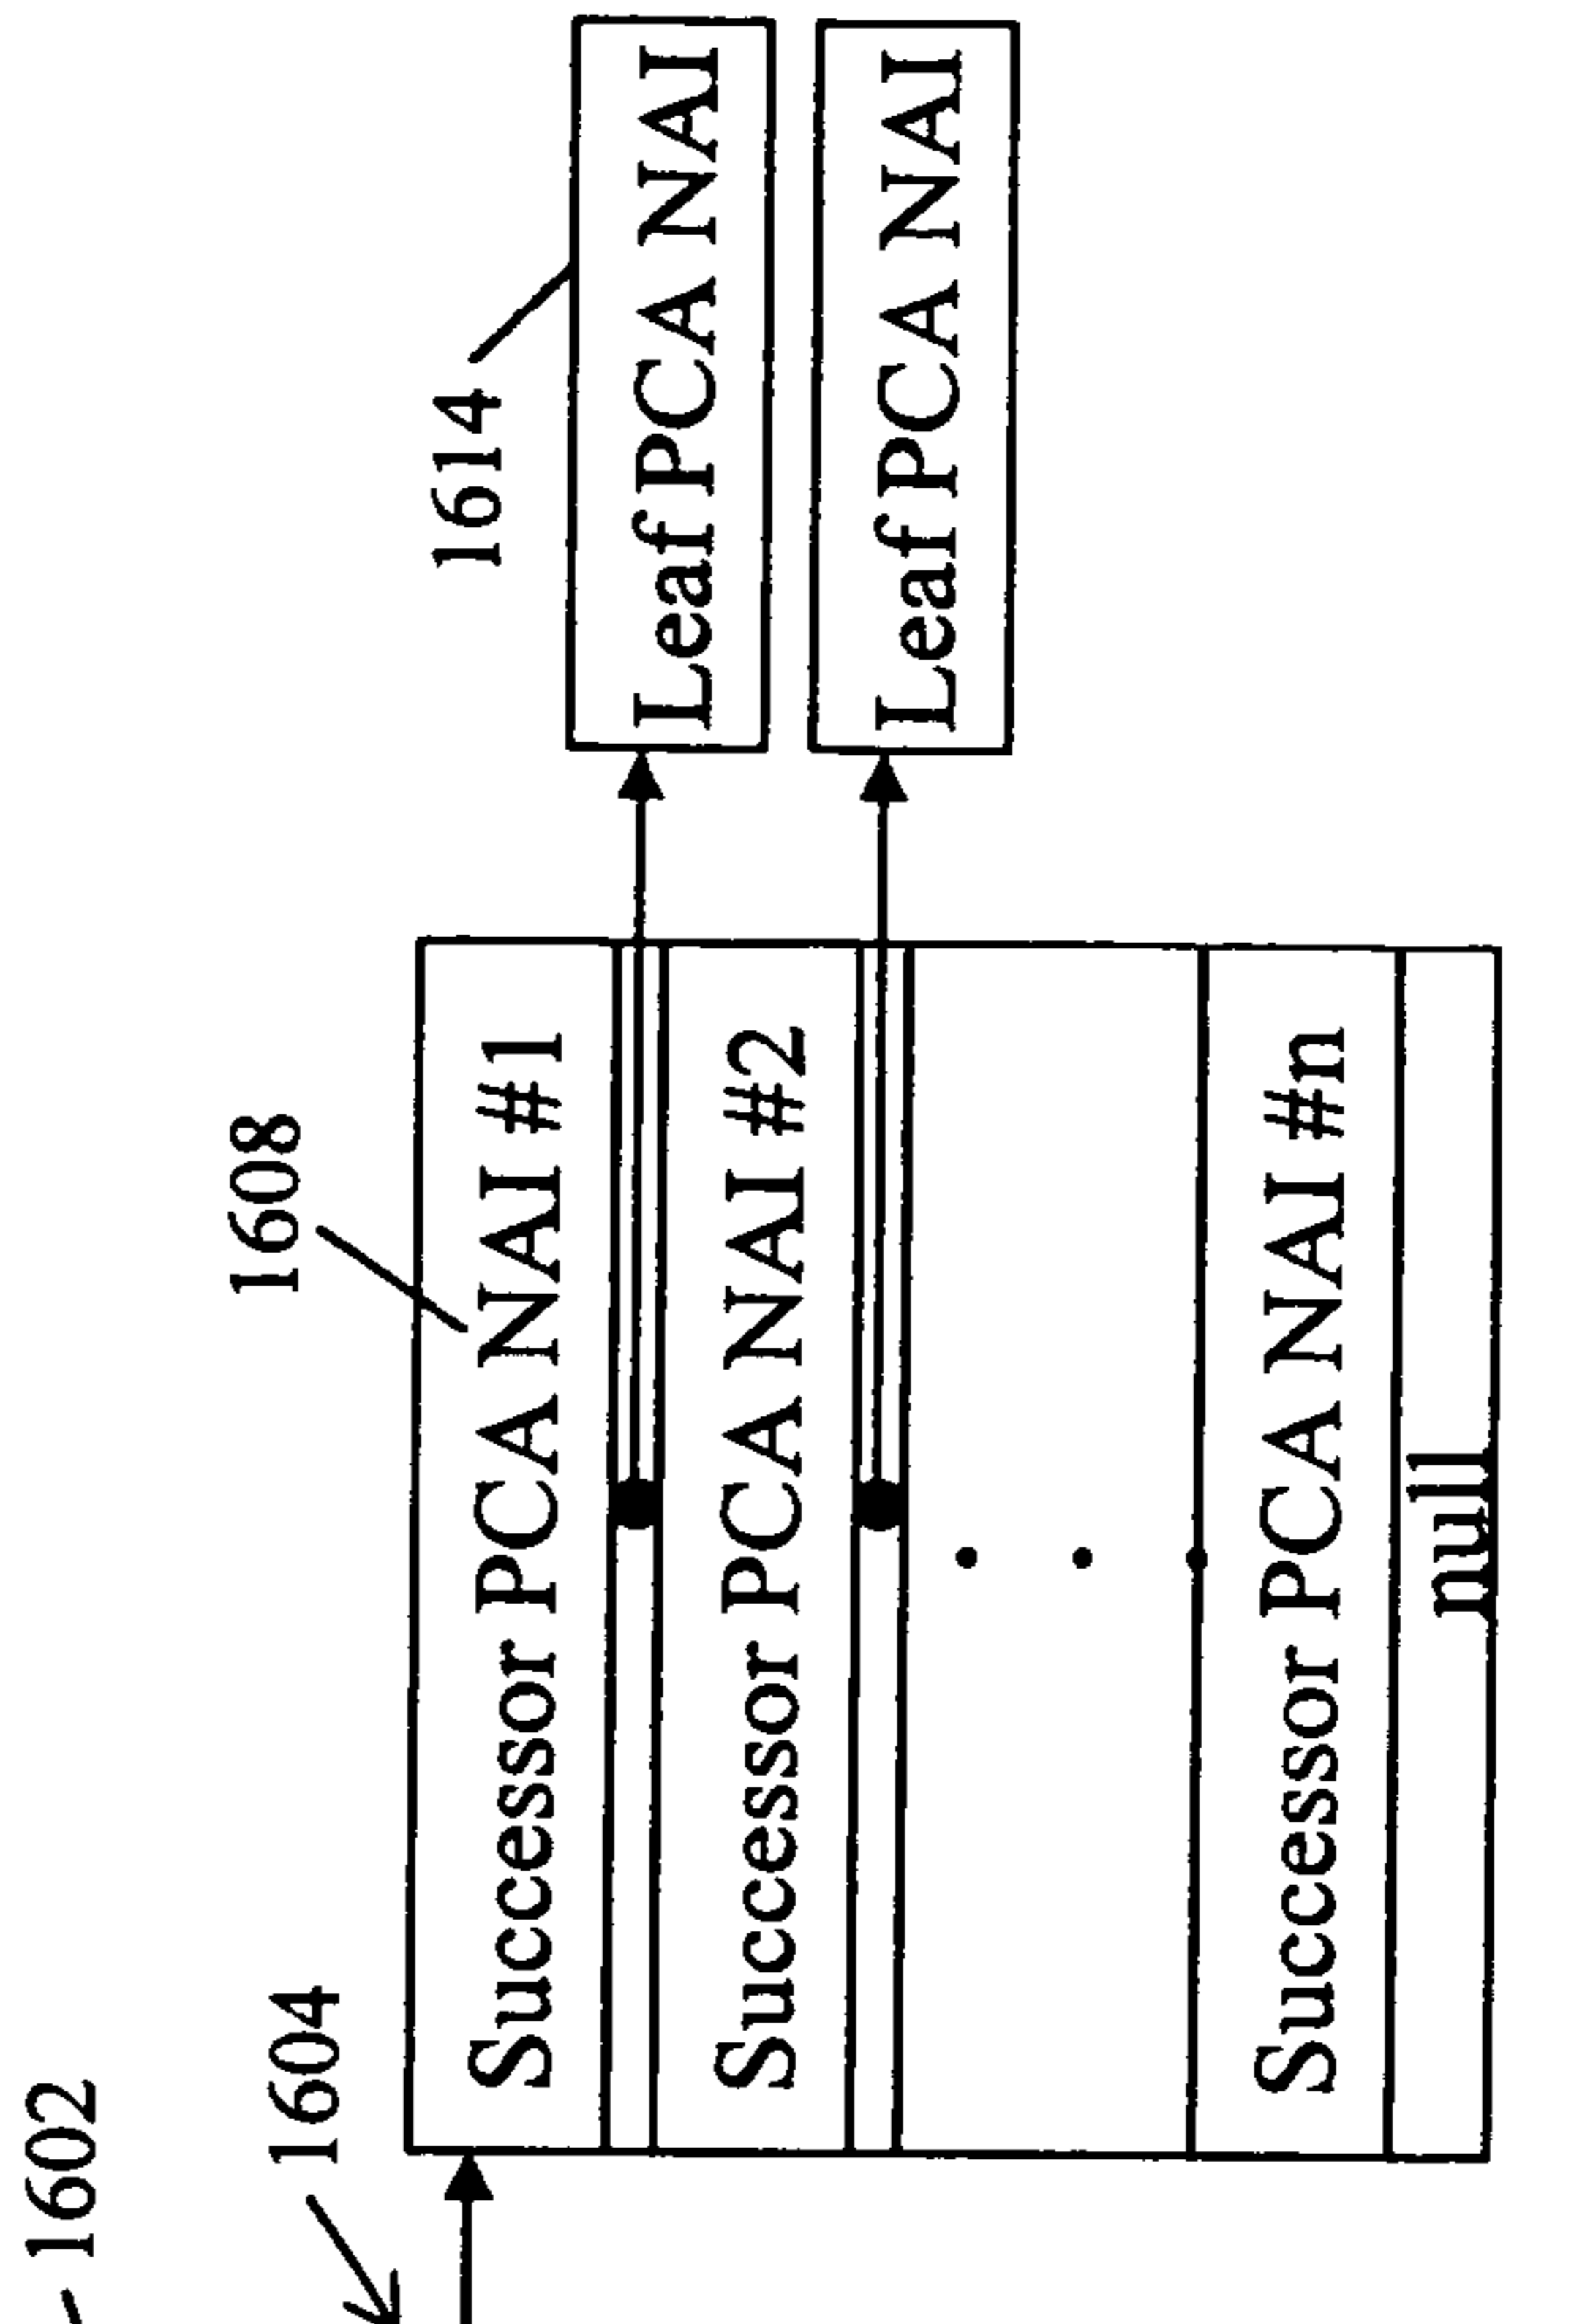 1602
1604
1608
1614
Successor PCA NAI #1
Leaf PCA NAI
Successor PCA NAI #2
Leaf PCA NAI
Successor PCA NAI #n
null